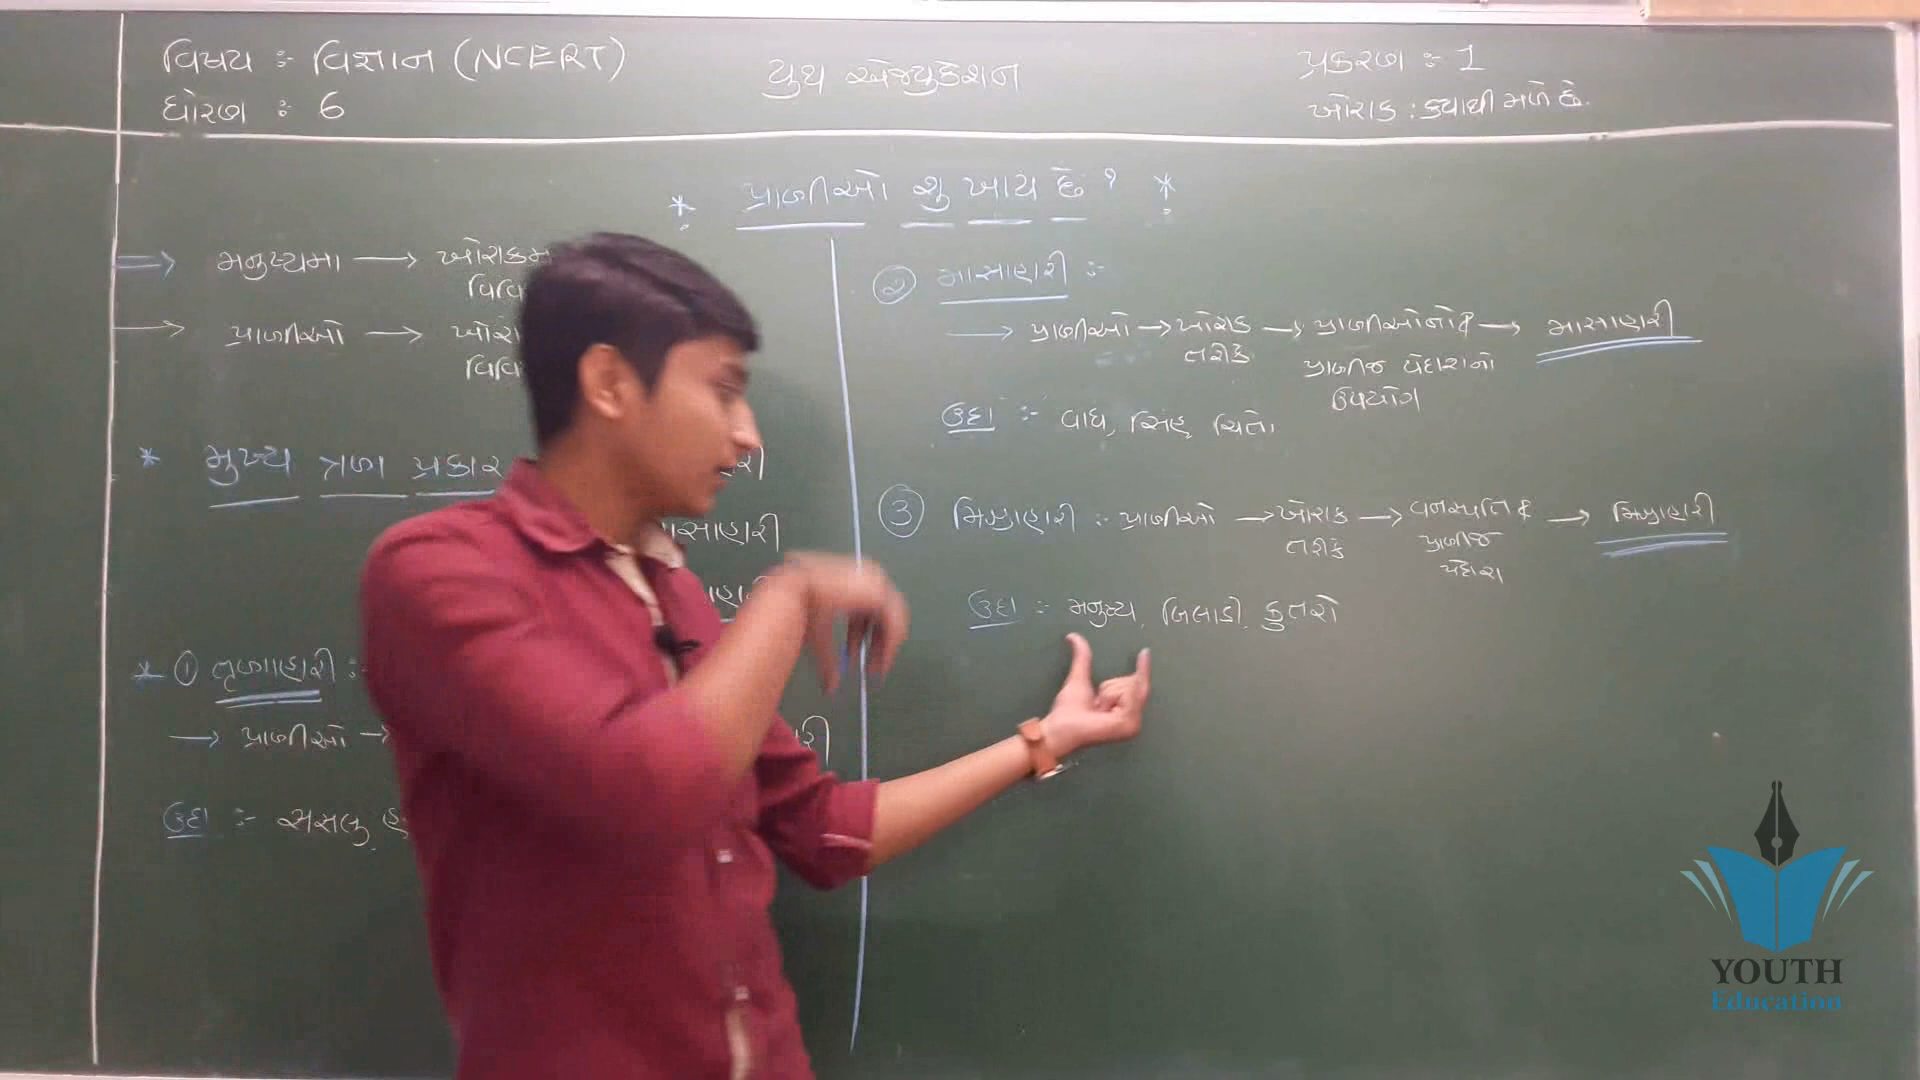 વિષય :- વિજ્ઞાન (NCERT)
ધોરણ :- 6
યુથ એજ્યુકેશન
પ્રકરણ :- 1
ખોરાક : ક્યાથી મળે છે.
* પ્રાણીઓ શુ ખાય છે ? *
⇒ મનુષ્યમા → ખોરાકમ
વિવિ
→ પ્રાણીઓ → ખોરા
વિવિ
* મુખ્ય ત્રણ પ્રકાર
સાહારી
* ① તૃણાહારી :-
→ પ્રાણીઓ →
ઉદા :- સસલુ, હ
② માસાહારી :-
→ પ્રાણીઓ → ખોરાક → પ્રાણીઓનો & → માસાહારી
તરીકે પ્રાણીજ પેદાશનો
ઉપયોગ
ઉદા :- વાઘ, સિંહ, ચિતો
③ મિશ્રાહારી :- પ્રાણીઓ → ખોરાક → વનસ્પતિ & → મિશ્રાહારી
તરીકે પ્રાણીજ
પેદાશ
ઉદા :- મનુષ્ય, બિલાડી, કુતરો
YOUTH
Education